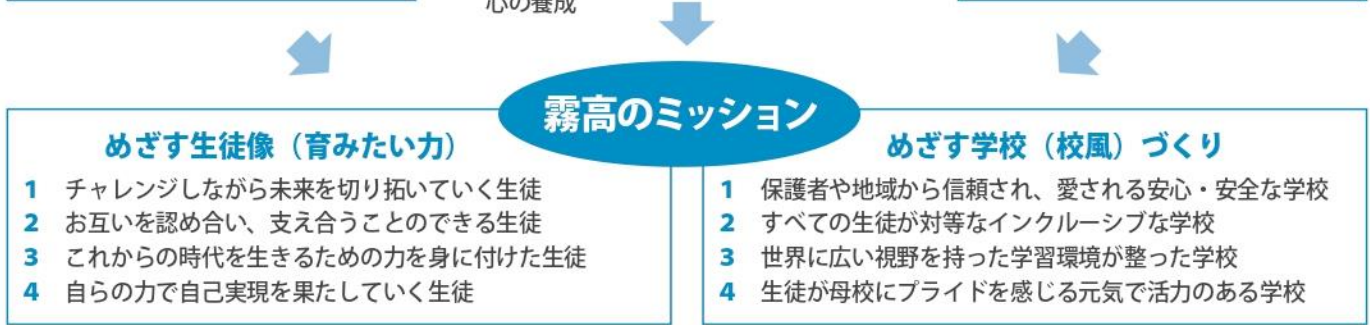 心の養成
霧高のミッション
めざす生徒像（育みたい力）
1 チャレンジしながら未来を切り拓いていく生徒
2 お互いを認め合い、支え合うことのできる生徒
3 これからの時代を生きるための力を身に付けた生徒
4 自らの力で自己実現を果たしていく生徒
めざす学校（校風）づくり
1 保護者や地域から信頼され、愛される安心・安全な学校
2 すべての生徒が対等なインクルーシブな学校
3 世界に広い視野を持った学習環境が整った学校
4 生徒が母校にプライドを感じる元気で活力のある学校